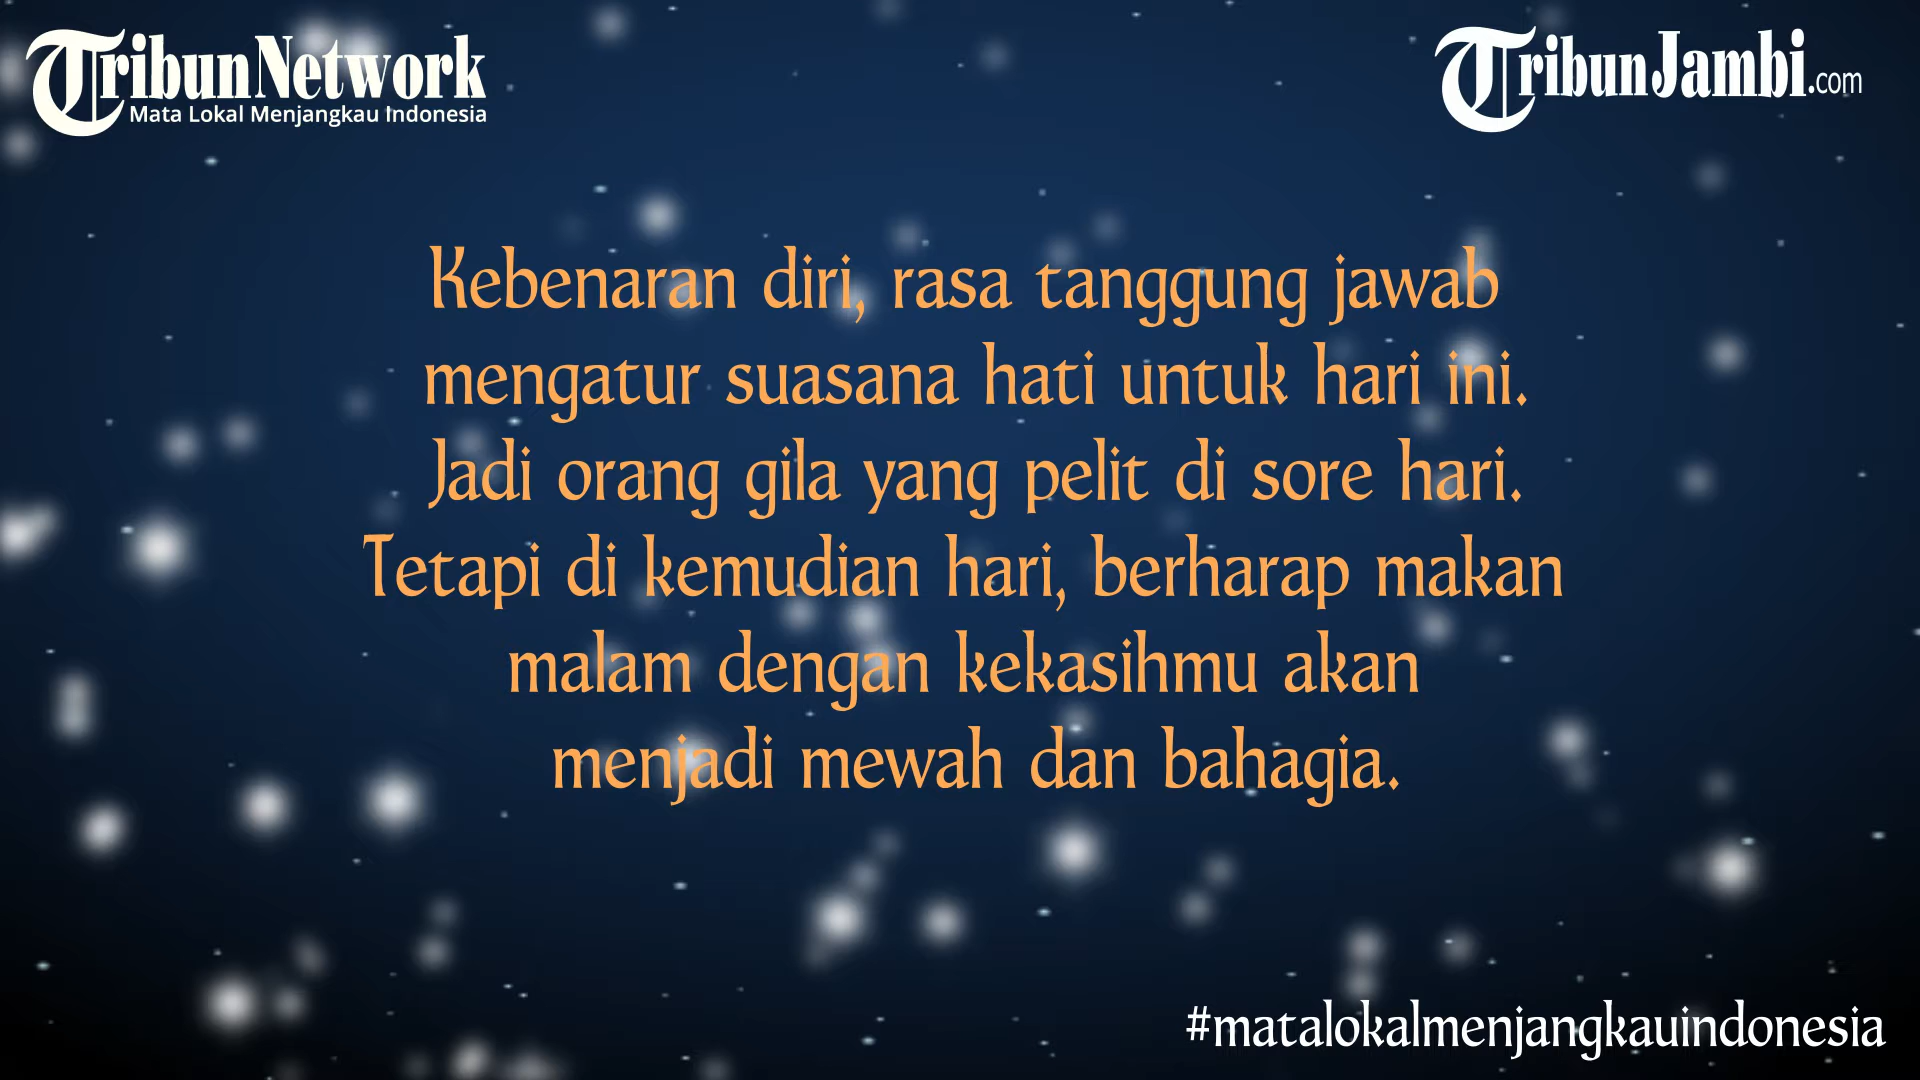 TribunNetwork
Mata Lokal Menjangkau Indonesia
TribunJambi.com
Kebenaran diri, rasa tanggung jawab
mengatur suasana hati untuk hari ini.
Jadi orang gila yang pelit di sore hari.
Tetapi di kemudian hari, berharap makan
malam dengan kekasihmu akan
menjadi mewah dan bahagia.
#matalokalmenjangkauindonesia